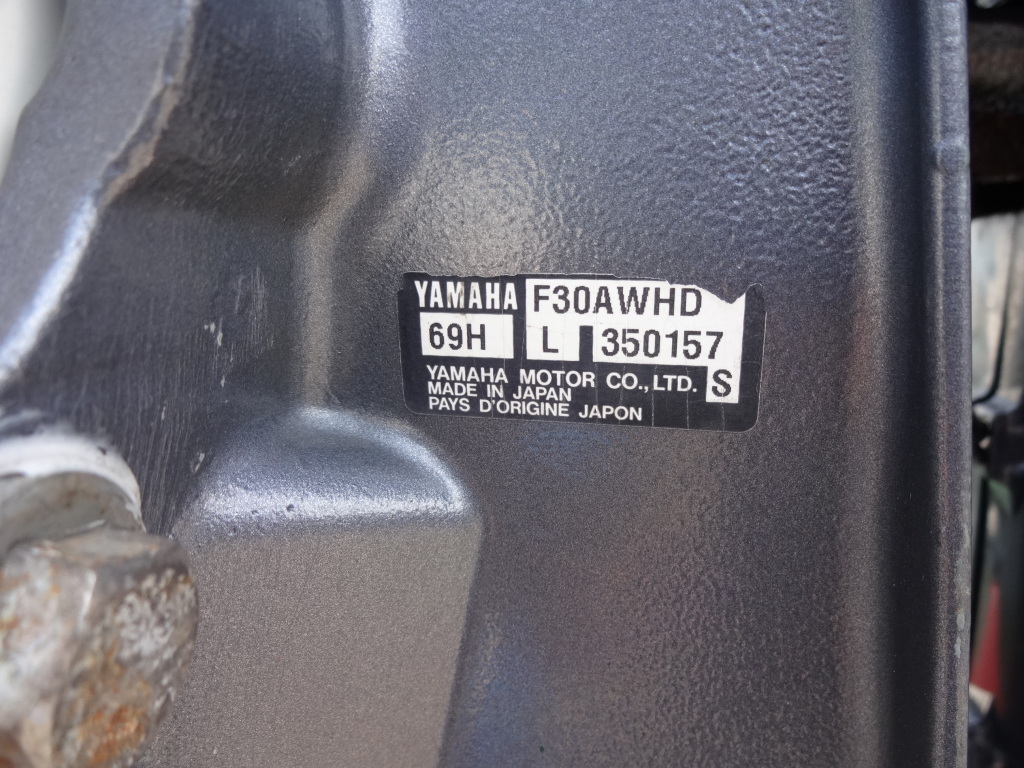 YAMAHA F30AWHD
69H L 350157
YAMAHA MOTOR CO.,LTD. S
MADE IN JAPAN
PAYS D'ORIGINE JAPON